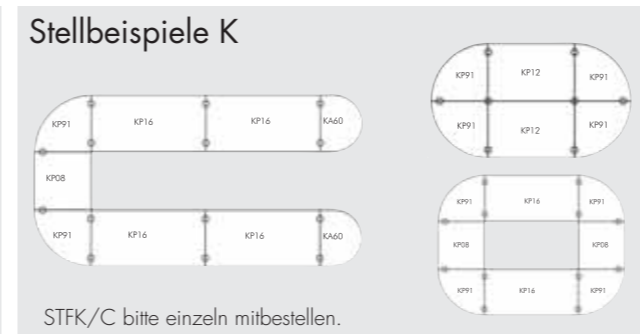 Stellbeispiele K
KP91 KP16 KP16 KA60
KP08
KP91 KP16 KP16 KA60
KP91 KP12 KP91
KP91 KP12 KP91
KP91 KP16 KP91
KP08 KP08
KP91 KP16 KP91
STFK/C bitte einzeln mitbestellen.